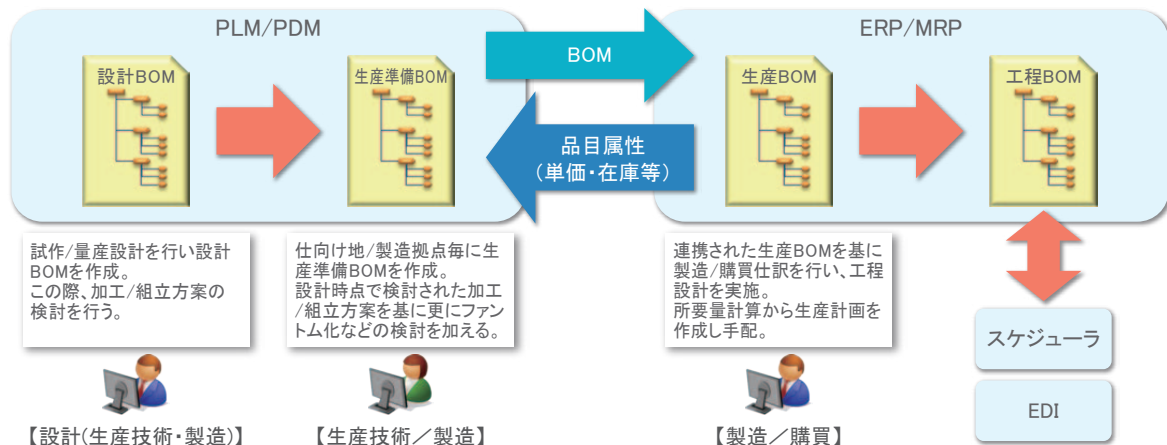 PLM/PDM
設計BOM
生産準備BOM
BOM
品目属性
(単価・在庫等)
ERP/MRP
生産BOM
工程BOM
試作/量産設計を行い設計
BOMを作成。
この際、加工/組立方案の
検討を行う。
【設計(生産技術・製造)】
仕向け地/製造拠点毎に生
産準備BOMを作成。
設計時点で検討された加工
/組立方案を基に更にファン
トム化などの検討を加える。
【生産技術／製造】
連携された生産BOMを基に
製造/購買仕訳を行い、工程
設計を実施。
所要量計算から生産計画を
作成し手配。
【製造／購買】
スケジューラ
EDI